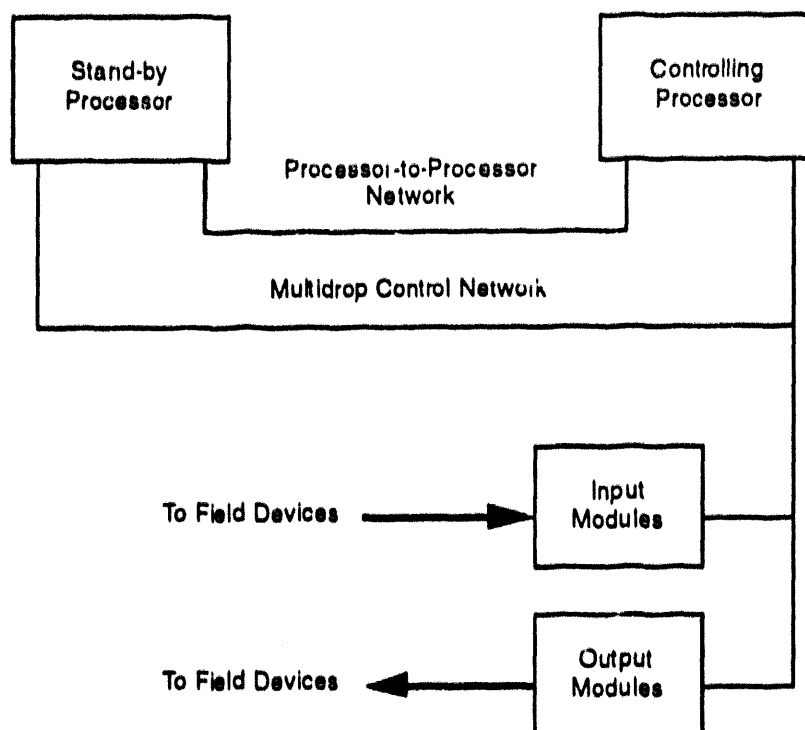 Stand-by
Processor
Controlling
Processor
Processor-to-Processor
Network
Multidrop Control Network
To Field Devices
Input
Modules
To Field Devices
Output
Modules